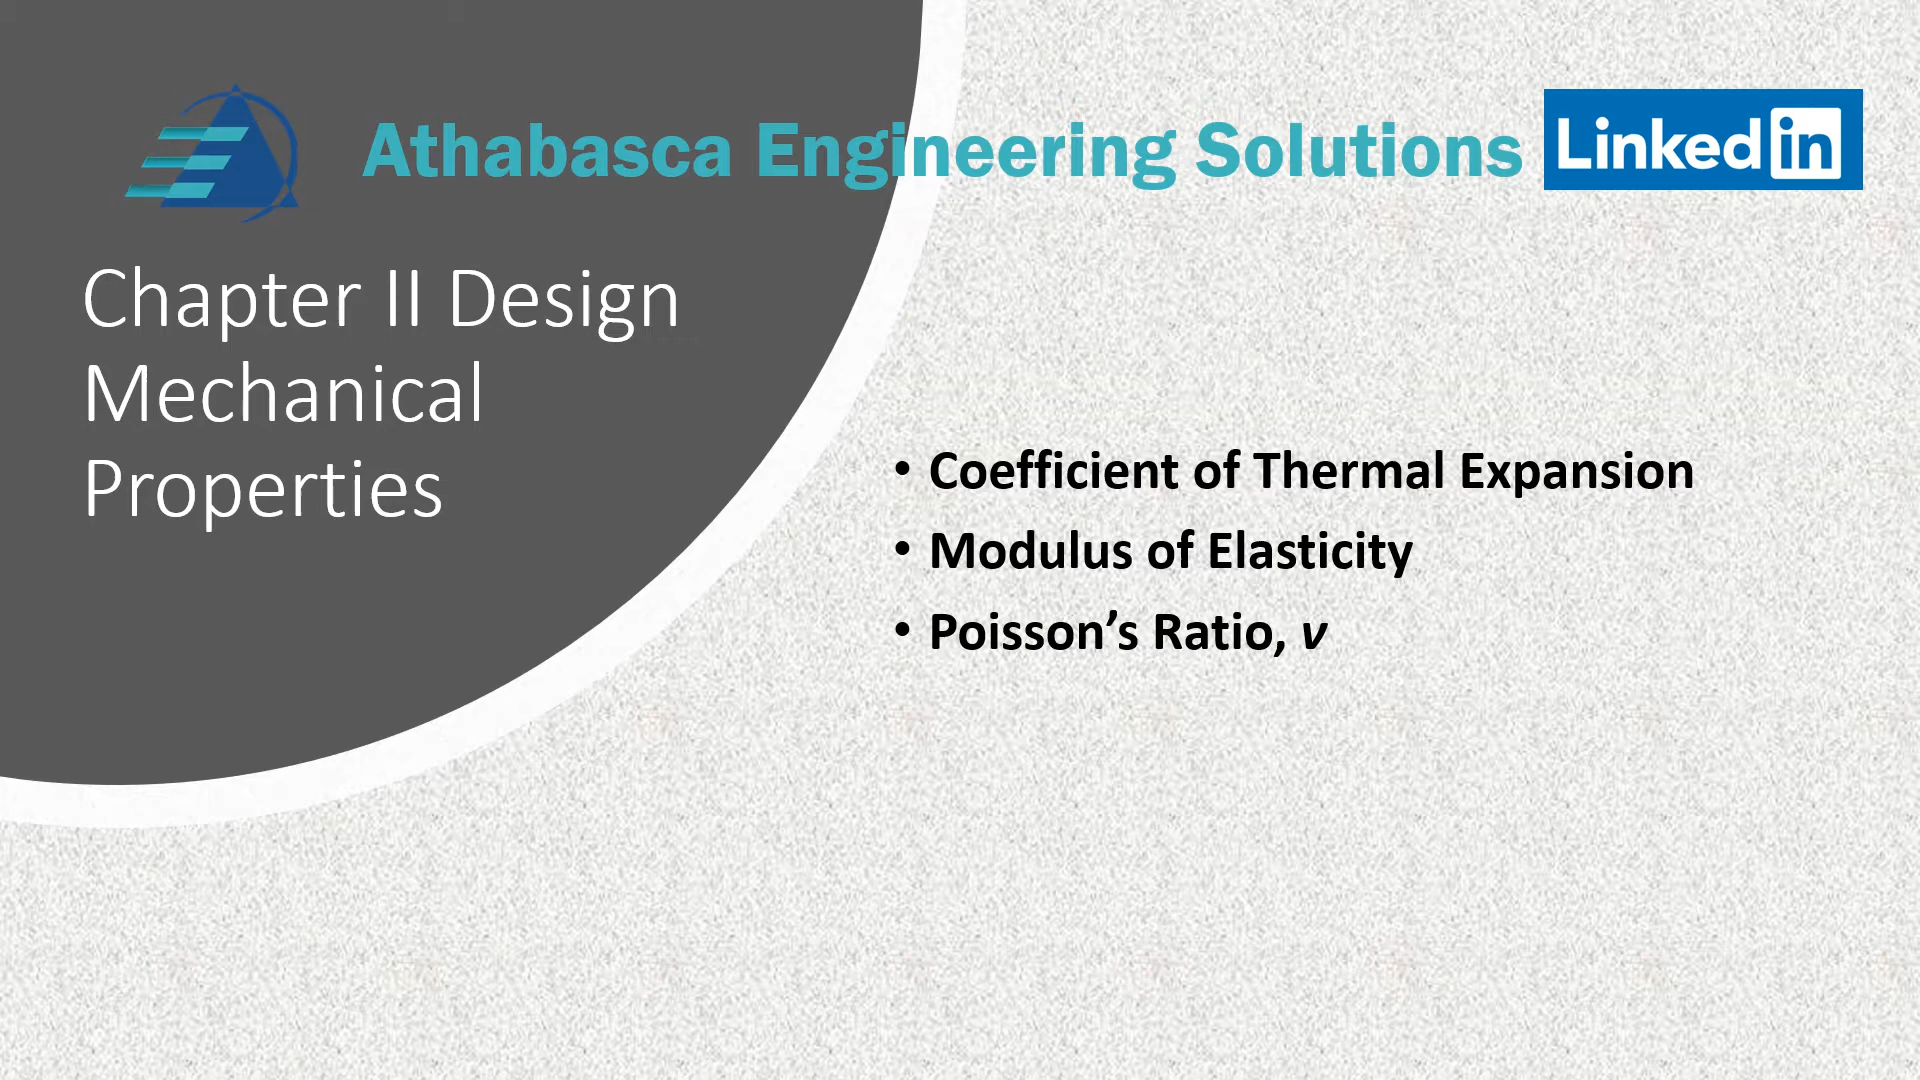 Athabasca Engineering Solutions
Linked in
Chapter II Design
Mechanical
Properties
• Coefficient of Thermal Expansion
• Modulus of Elasticity
• Poisson’s Ratio, ν